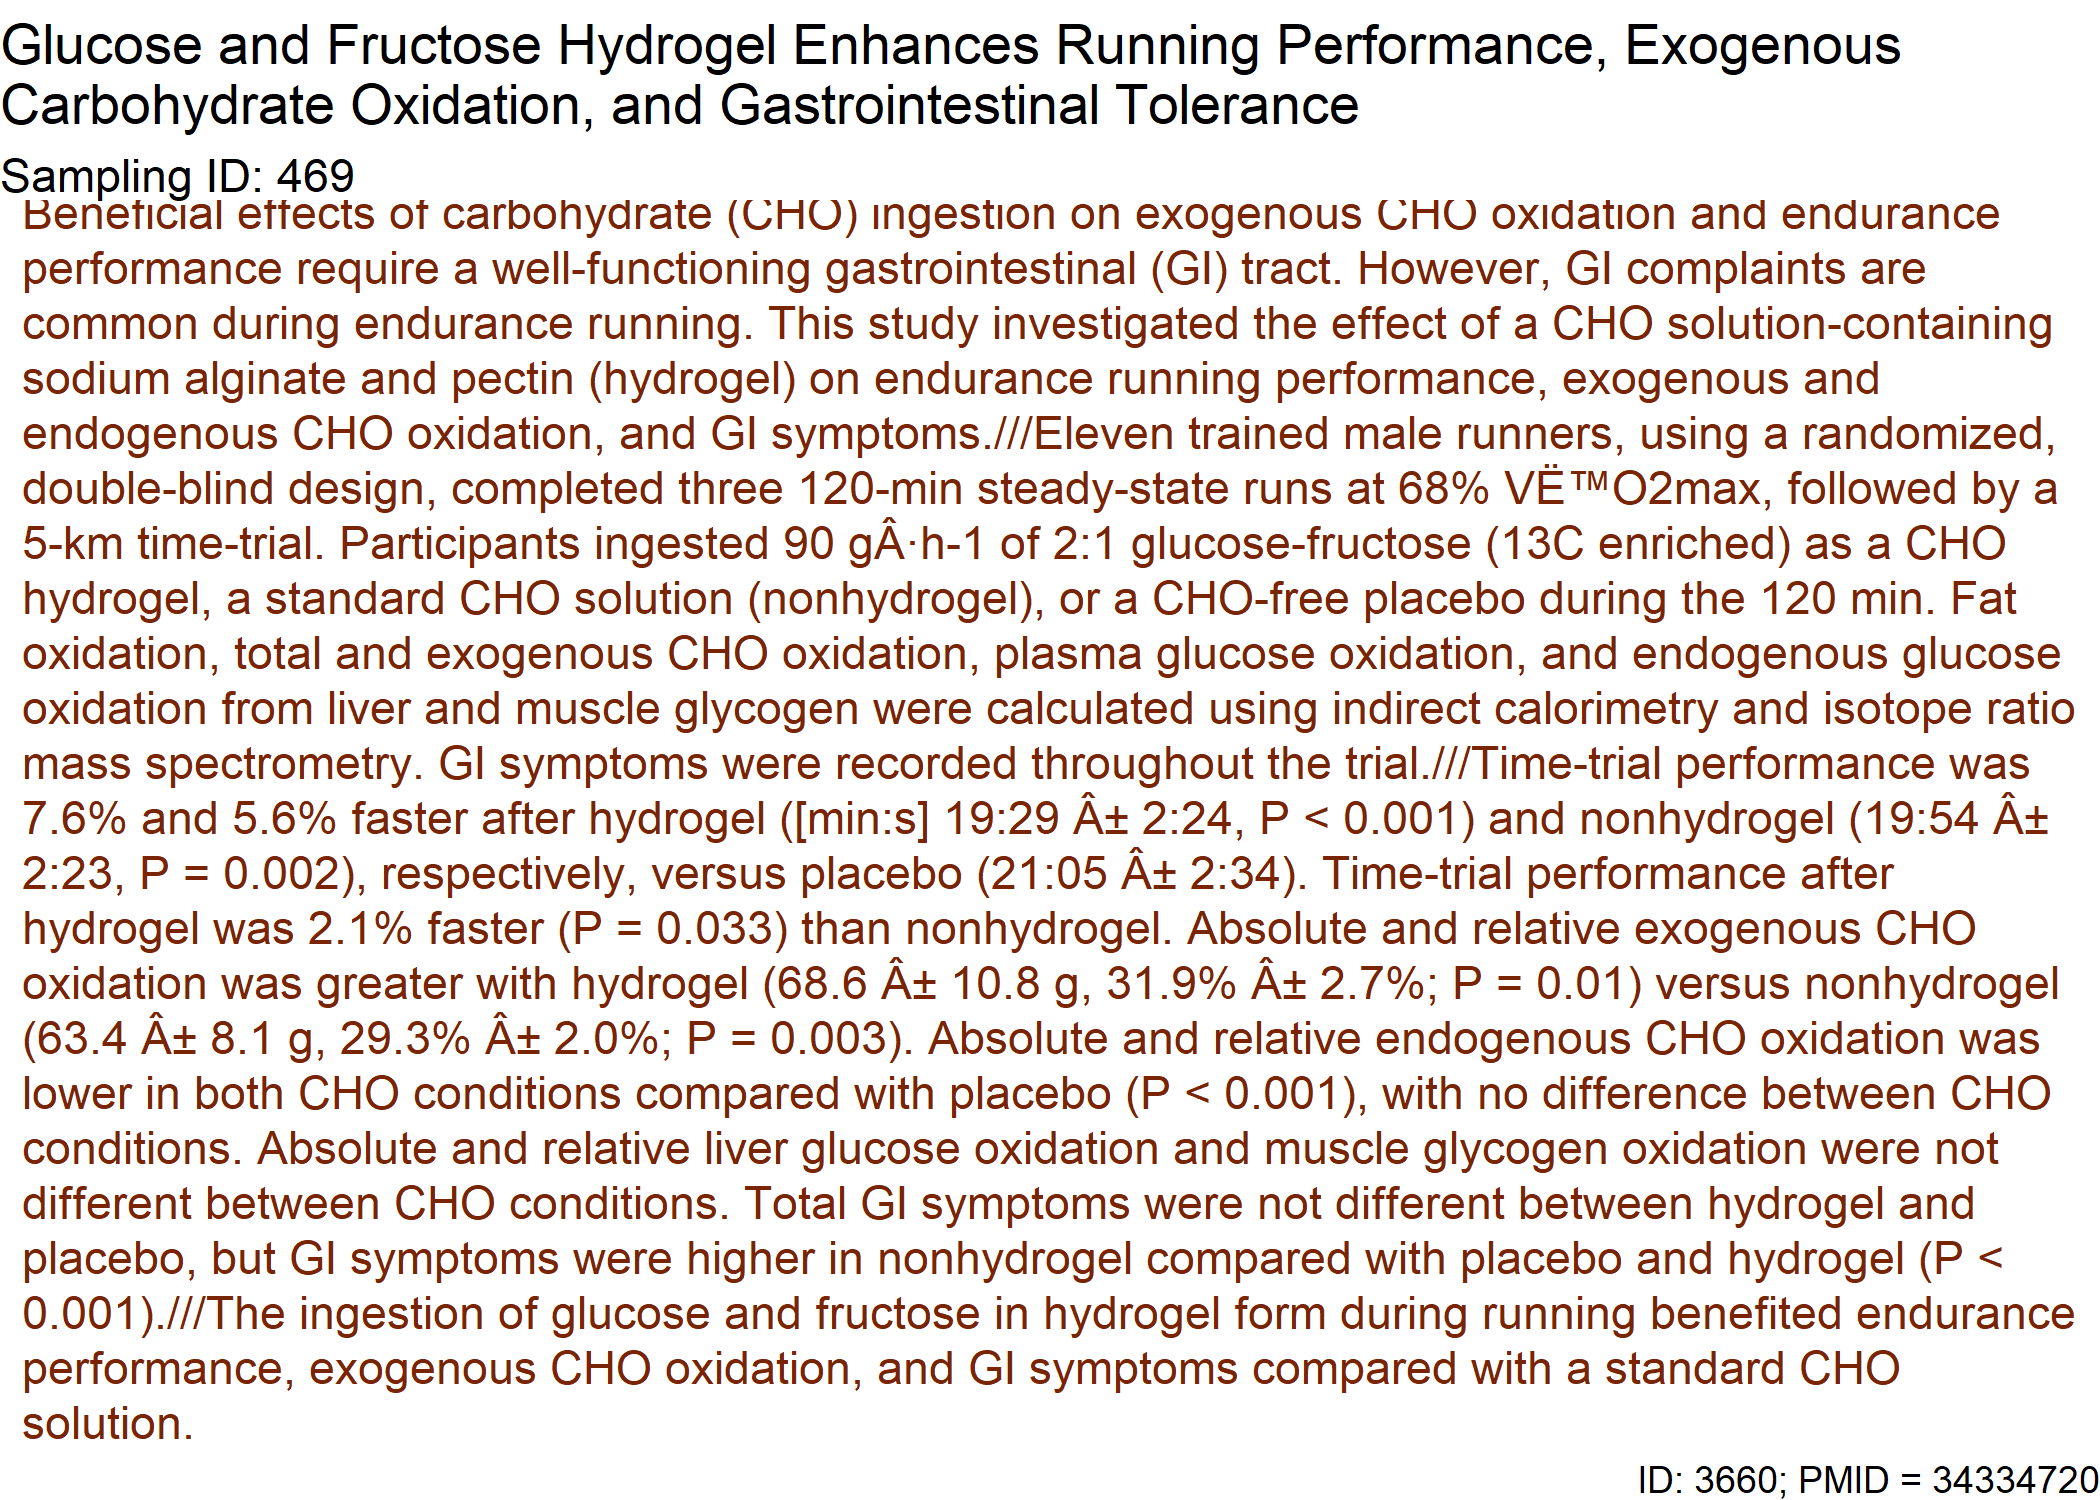 Glucose and Fructose Hydrogel Enhances Running Performance, Exogenous
Carbohydrate Oxidation, and Gastrointestinal Tolerance
Sampling ID: 469
Beneficial effects of carbohydrate (CHO) ingestion on exogenous CHO oxidation and endurance
performance require a well-functioning gastrointestinal (GI) tract. However, GI complaints are
common during endurance running. This study investigated the effect of a CHO solution-containing
sodium alginate and pectin (hydrogel) on endurance running performance, exogenous and
endogenous CHO oxidation, and GI symptoms.///Eleven trained male runners, using a randomized,
double-blind design, completed three 120-min steady-state runs at 68% VË™O2max, followed by a
5-km time-trial. Participants ingested 90 gÂ·h-1 of 2:1 glucose-fructose (13C enriched) as a CHO
hydrogel, a standard CHO solution (nonhydrogel), or a CHO-free placebo during the 120 min. Fat
oxidation, total and exogenous CHO oxidation, plasma glucose oxidation, and endogenous glucose
oxidation from liver and muscle glycogen were calculated using indirect calorimetry and isotope ratio
mass spectrometry. GI symptoms were recorded throughout the trial.///Time-trial performance was
7.6% and 5.6% faster after hydrogel ([min:s] 19:29 Â± 2:24, P < 0.001) and nonhydrogel (19:54 Â±
2:23, P = 0.002), respectively, versus placebo (21:05 Â± 2:34). Time-trial performance after
hydrogel was 2.1% faster (P = 0.033) than nonhydrogel. Absolute and relative exogenous CHO
oxidation was greater with hydrogel (68.6 Â± 10.8 g, 31.9% Â± 2.7%; P = 0.01) versus nonhydrogel
(63.4 Â± 8.1 g, 29.3% Â± 2.0%; P = 0.003). Absolute and relative endogenous CHO oxidation was
lower in both CHO conditions compared with placebo (P < 0.001), with no difference between CHO
conditions. Absolute and relative liver glucose oxidation and muscle glycogen oxidation were not
different between CHO conditions. Total GI symptoms were not different between hydrogel and
placebo, but GI symptoms were higher in nonhydrogel compared with placebo and hydrogel (P <
0.001).///The ingestion of glucose and fructose in hydrogel form during running benefited endurance
performance, exogenous CHO oxidation, and GI symptoms compared with a standard CHO
solution.
ID: 3660; PMID = 34334720